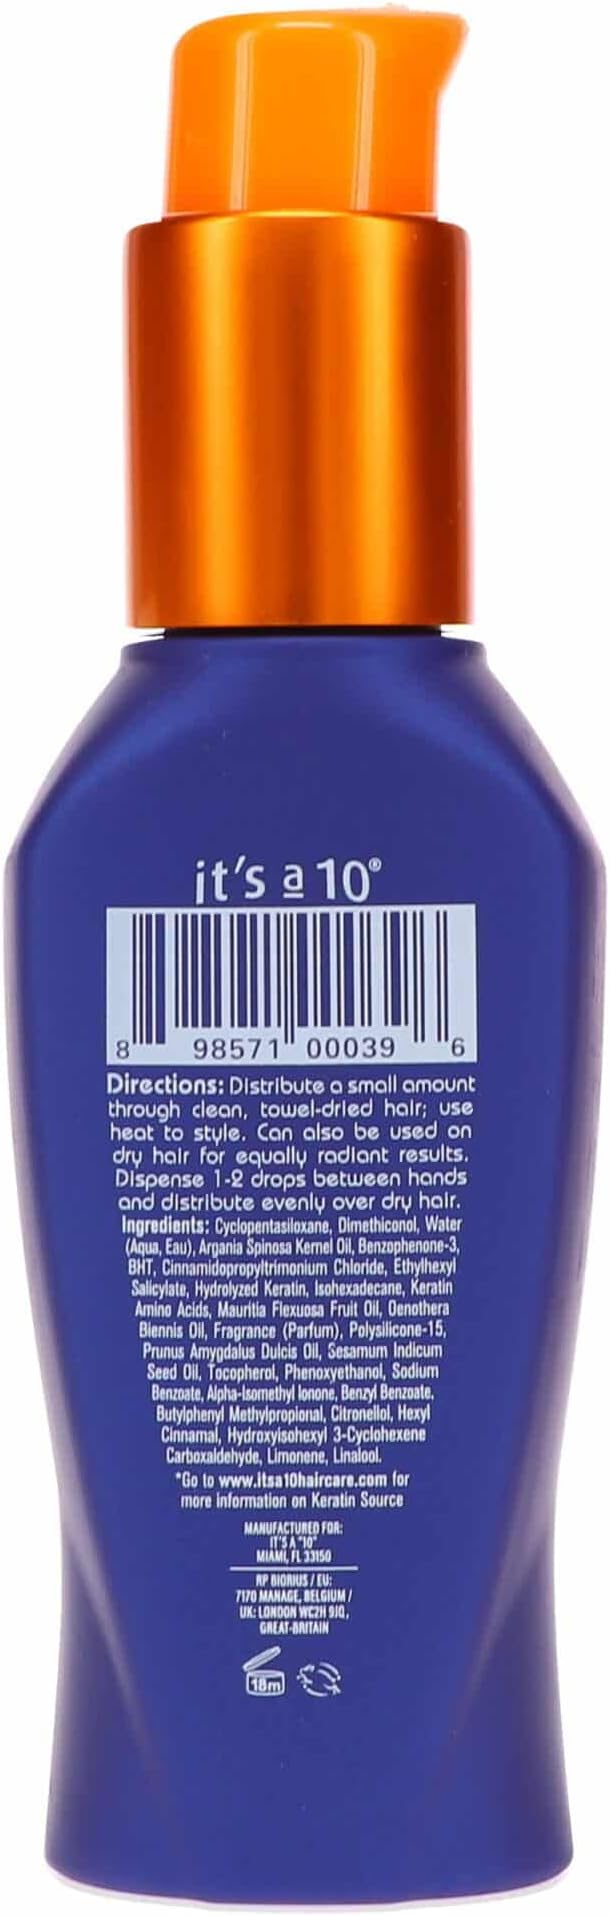 it's a 10®
8 98571 00039 6
Directions: Distribute a small amount
through clean, towel-dried hair; use
heat to style. Can also be used on
dry hair for equally radiant results.
Dispense 1-2 drops between hands
and distribute evenly over dry hair.
Ingredients: Cyclopentasiloxane, Dimethiconol, Water
(Aqua, Eau), Argania Spinosa Kernel Oil, Benzophenone-3,
BHT, Cinnamidopropyltrimonium Chloride, Ethylhexyl
Salicylate, Hydrolyzed Keratin, Isohexadecane, Keratin
Amino Acids, Mauritia Flexuosa Fruit Oil, Oenothera
Biennis Oil, Fragrance (Parfum), Polysilicone-15,
Prunus Amygdalus Dulcis Oil, Sesamum Indicum
Seed Oil, Tocopherol, Phenoxyethanol, Sodium
Benzoate, Alpha-Isomethyl Ionone, Benzyl Benzoate,
Butylphenyl Methylpropional, Citronellol, Hexyl
Cinnamal, Hydroxyisohexyl 3-Cyclohexene
Carboxaldehyde, Limonene, Linalool.
*Go to www.itsa10haircare.com for
more information on Keratin Source
MANUFACTURED FOR:
IT'S A "10"
MIAMI, FL 33150
RP BIORIUS / EU:
7170 MANAGE, BELGIUM /
UK: LONDON WC2H 9JQ,
GREAT-BRITAIN
18m